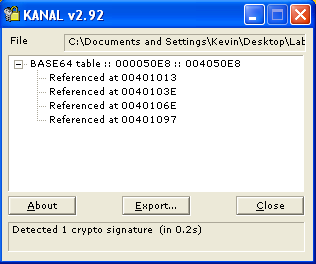 KANAL v2.92
File C:\Documents and Settings\Kevin\Desktop\Lab
BASE64 table :: 000050E8 :: 004050E8
Referenced at 00401013
Referenced at 0040103E
Referenced at 0040106E
Referenced at 00401097
About Export... Close
Detected 1 crypto signature (in 0.2s)